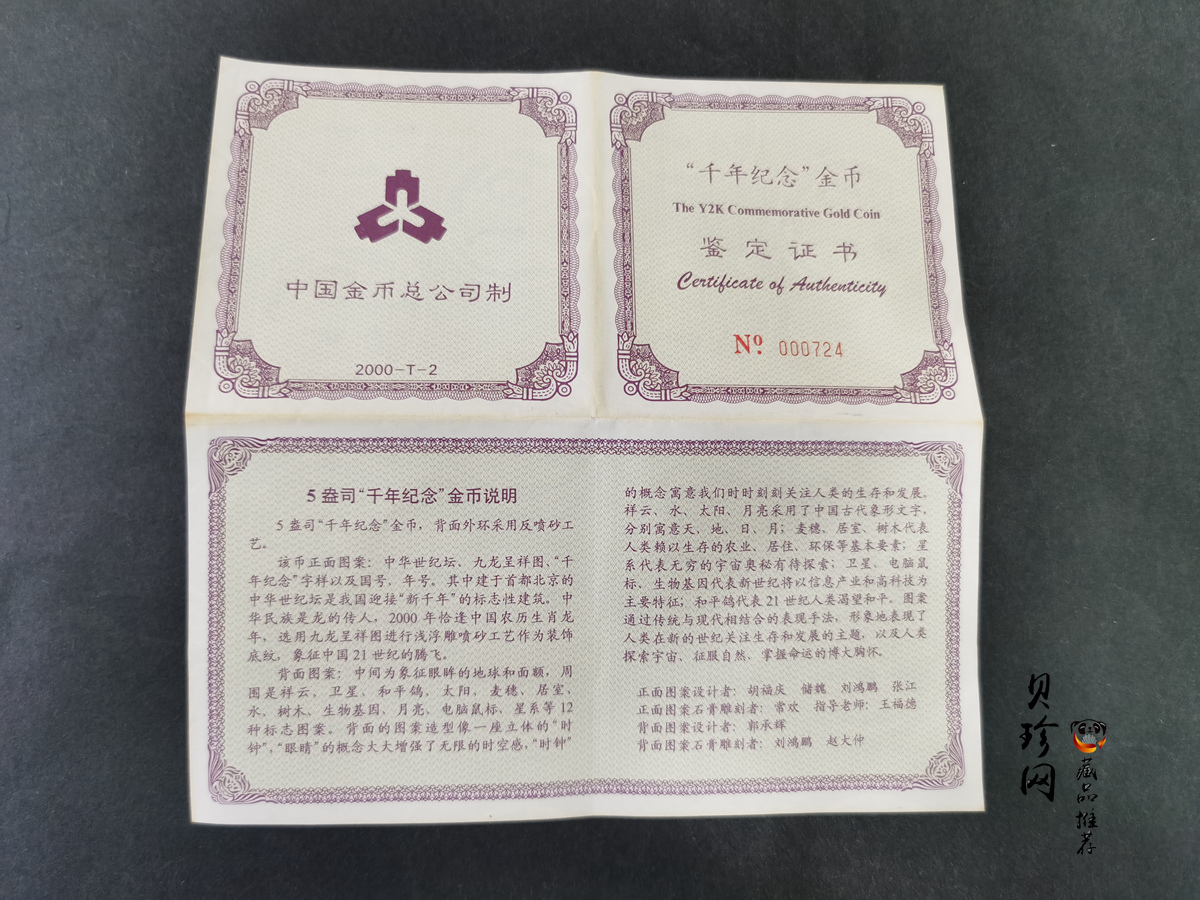 中国金币总公司制
2000-T-2
“千年纪念”金币
The Y2K Commemorative Gold Coin
鉴定证书
Certificate of Authenticity
Nº. 000724
5 盎司“千年纪念”金币说明
5 盎司“千年纪念”金币，背面外环采用反喷砂工
艺。
该币正面图案：中华世纪坛、九龙呈祥图、“千
年纪念”字样以及国号、年号。其中建于首都北京的
中华世纪坛是我国迎接“新千年”的标志性建筑。中
华民族是龙的传人，2000 年恰逢中国农历生肖龙
年，选用九龙呈祥图进行浅浮雕喷砂工艺作为装饰
底纹，象征中国 21 世纪的腾飞。
背面图案：中间为象征眼眸的地球和面额，周
围是祥云、卫星、和平鸽、太阳、麦穗、居室、
水、树木、生物基因、月亮、电脑鼠标、星系等 12
种标志图案。背面的图案造型像一座立体的“时
钟”，“眼睛”的概念大大增强了无限的时空感，“时钟”
的概念寓意我们时时刻刻关注人类的生存和发展。
祥云、水、太阳、月亮采用了中国古代象形文字，
分别寓意天、地、日、月；麦穗、居室、树木代表
人类赖以生存的农业、居住、环保等基本要素；星
系代表无穷的宇宙奥秘有待探索；卫星、电脑鼠
标、生物基因代表新世纪将以信息产业和高科技为
主要特征；和平鸽代表 21 世纪人类渴望和平。图案
通过传统与现代相结合的表现手法，形象地表现了
人类在新的世纪关注生存和发展的主题，以及人类
探索宇宙、征服自然、掌握命运的博大胸怀。
正面图案设计者：胡福庆 储魏 刘鸿鹏 张江
正面图案石膏雕刻者：常欢 指导老师：王福德
背面图案设计者：郭承辉
背面图案石膏雕刻者：刘鸿鹏 赵大仲
贝珍网
藏品推荐